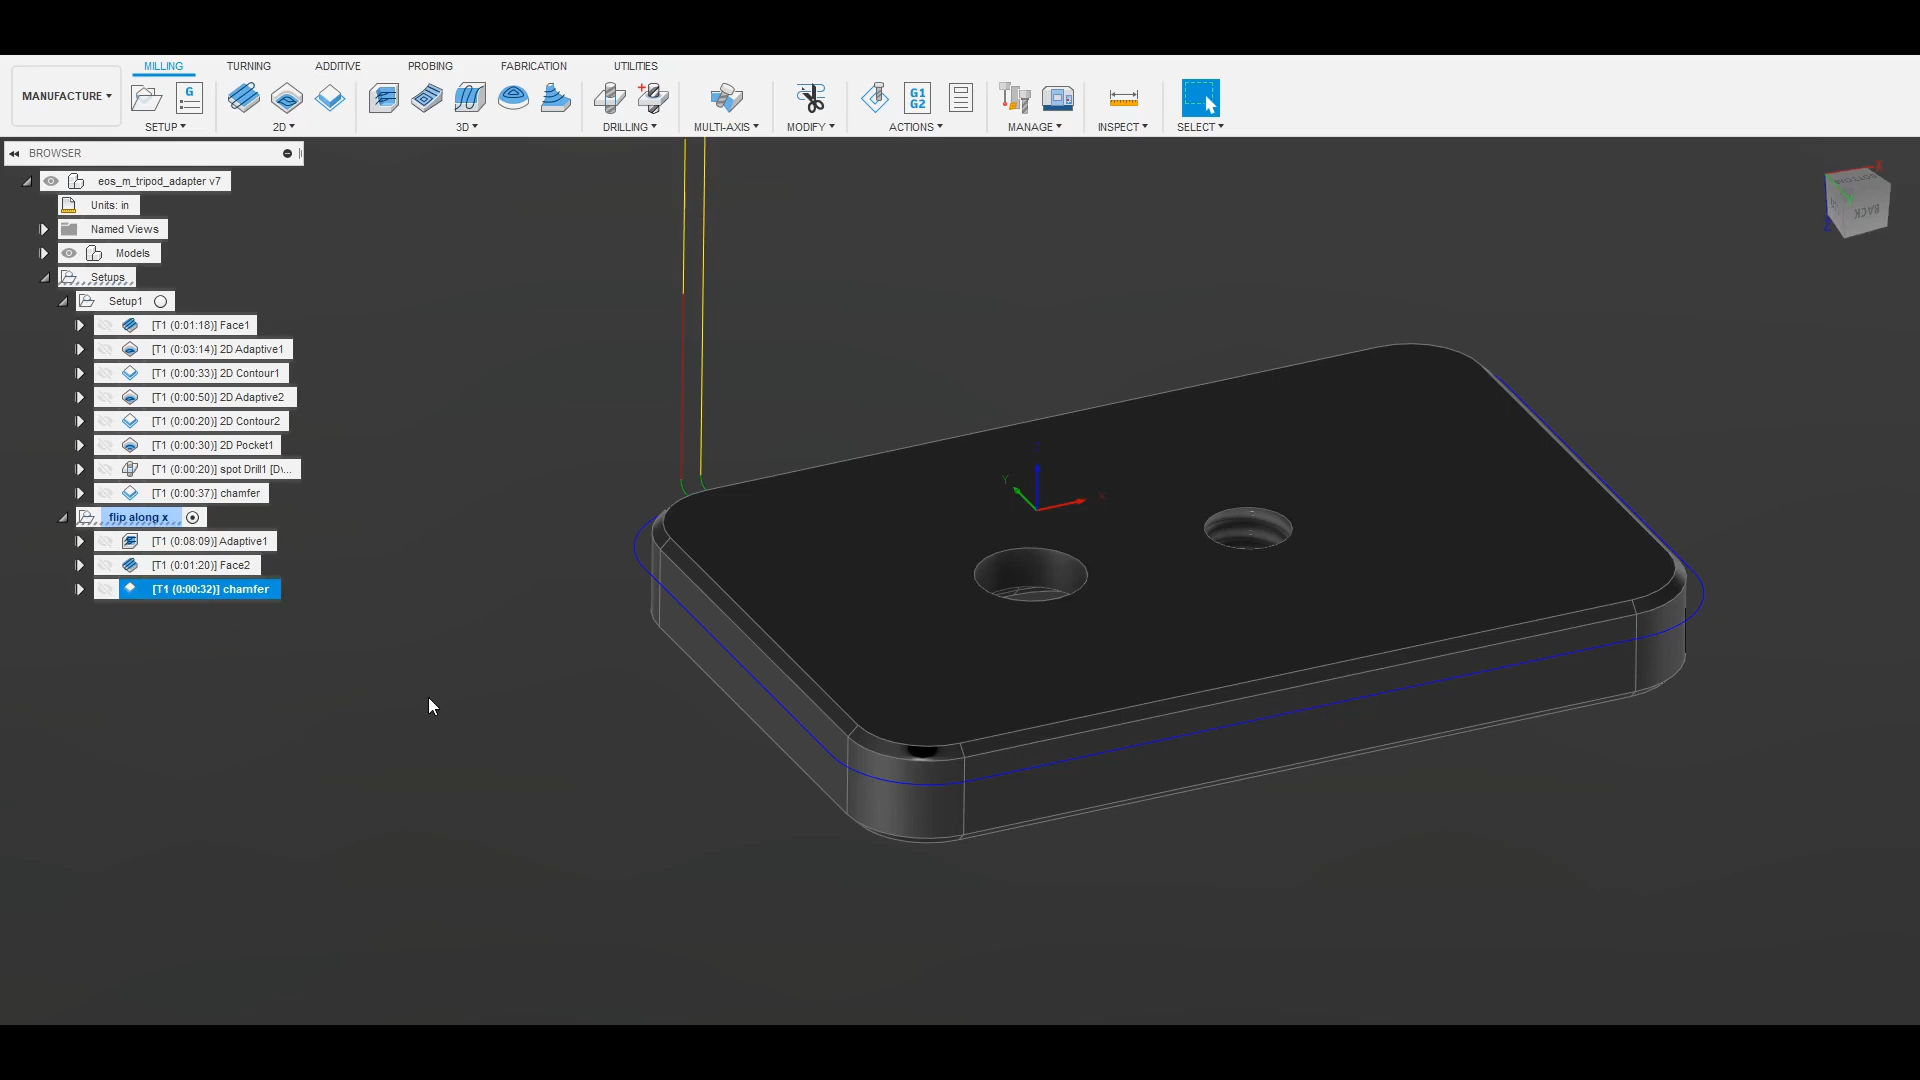 MILLING TURNING ADDITIVE PROBING FABRICATION UTILITIES
MANUFACTURE
G
G1
G2
SETUP 2D 3D DRILLING MULTI-AXIS MODIFY ACTIONS MANAGE INSPECT SELECT
BROWSER
eos_m_tripod_adapter v7
Units: in
Named Views
Models
Setups
Setup1
[T1 (0:01:18)] Face1
[T1 (0:03:14)] 2D Adaptive1
[T1 (0:00:33)] 2D Contour1
[T1 (0:00:50)] 2D Adaptive2
[T1 (0:00:20)] 2D Contour2
[T1 (0:00:30)] 2D Pocket1
[T1 (0:00:20)] spot Drill1 [D\...
[T1 (0:00:37)] chamfer
flip along x
[T1 (0:08:09)] Adaptive1
[T1 (0:01:20)] Face2
[T1 (0:00:32)] chamfer
X
BOTTOM
BACK
Z
Y
X